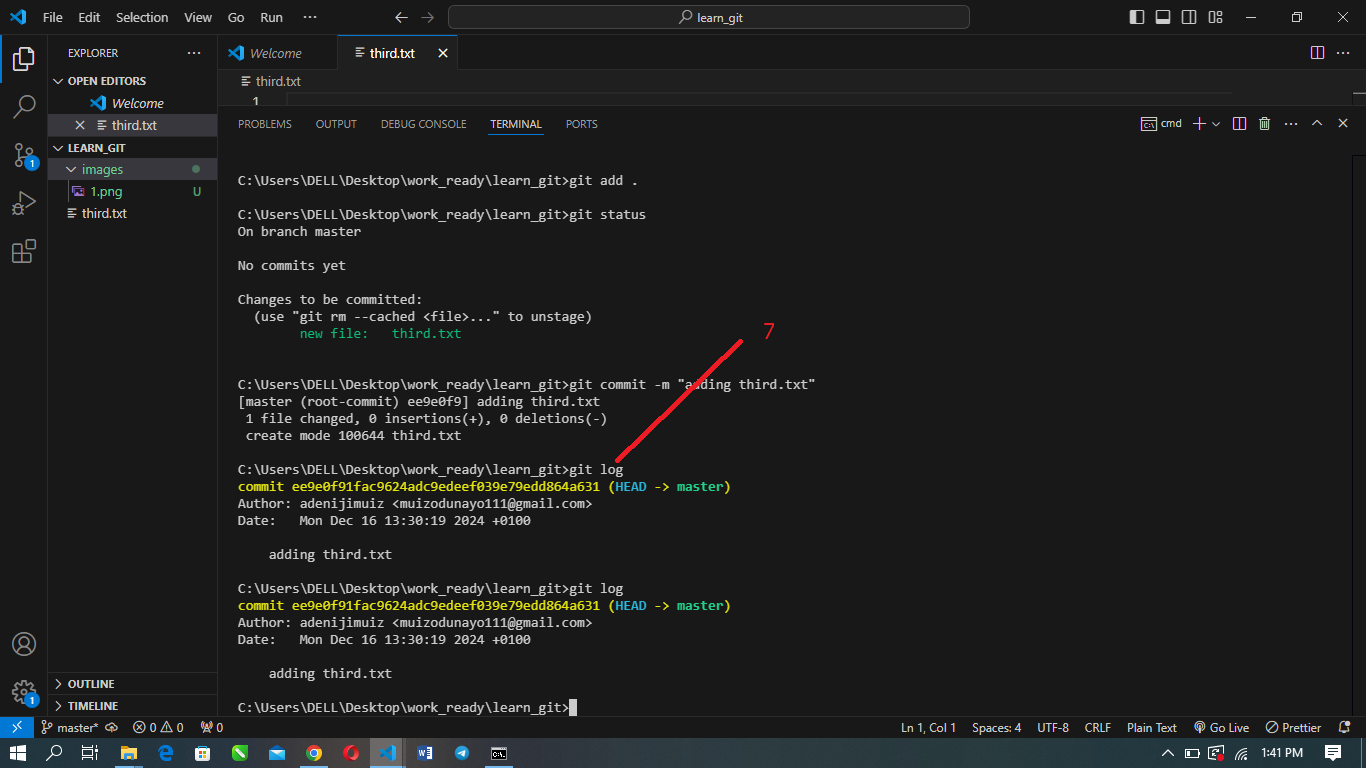 File Edit Selection View Go Run ··· learn_git
EXPLORER ···
OPEN EDITORS
Welcome
third.txt
LEARN_GIT
images
1.png U
third.txt
OUTLINE
TIMELINE
Welcome third.txt
third.txt
1
PROBLEMS OUTPUT DEBUG CONSOLE TERMINAL PORTS cmd
C:\Users\DELL\Desktop\work_ready\learn_git>git add .
C:\Users\DELL\Desktop\work_ready\learn_git>git status
On branch master
No commits yet
Changes to be committed:
(use "git rm --cached <file>..." to unstage)
new file: third.txt
7
C:\Users\DELL\Desktop\work_ready\learn_git>git commit -m "adding third.txt"
[master (root-commit) ee9e0f9] adding third.txt
1 file changed, 0 insertions(+), 0 deletions(-)
create mode 100644 third.txt
C:\Users\DELL\Desktop\work_ready\learn_git>git log
commit ee9e0f91fac9624adc9edeef039e79edd864a631 (HEAD -> master)
Author: adenijimuiz <muizodunayo111@gmail.com>
Date: Mon Dec 16 13:30:19 2024 +0100
adding third.txt
C:\Users\DELL\Desktop\work_ready\learn_git>git log
commit ee9e0f91fac9624adc9edeef039e79edd864a631 (HEAD -> master)
Author: adenijimuiz <muizodunayo111@gmail.com>
Date: Mon Dec 16 13:30:19 2024 +0100
adding third.txt
C:\Users\DELL\Desktop\work_ready\learn_git>
1
1
master* 0 0 0 Ln 1, Col 1 Spaces: 4 UTF-8 CRLF Plain Text Go Live Prettier
1:41 PM